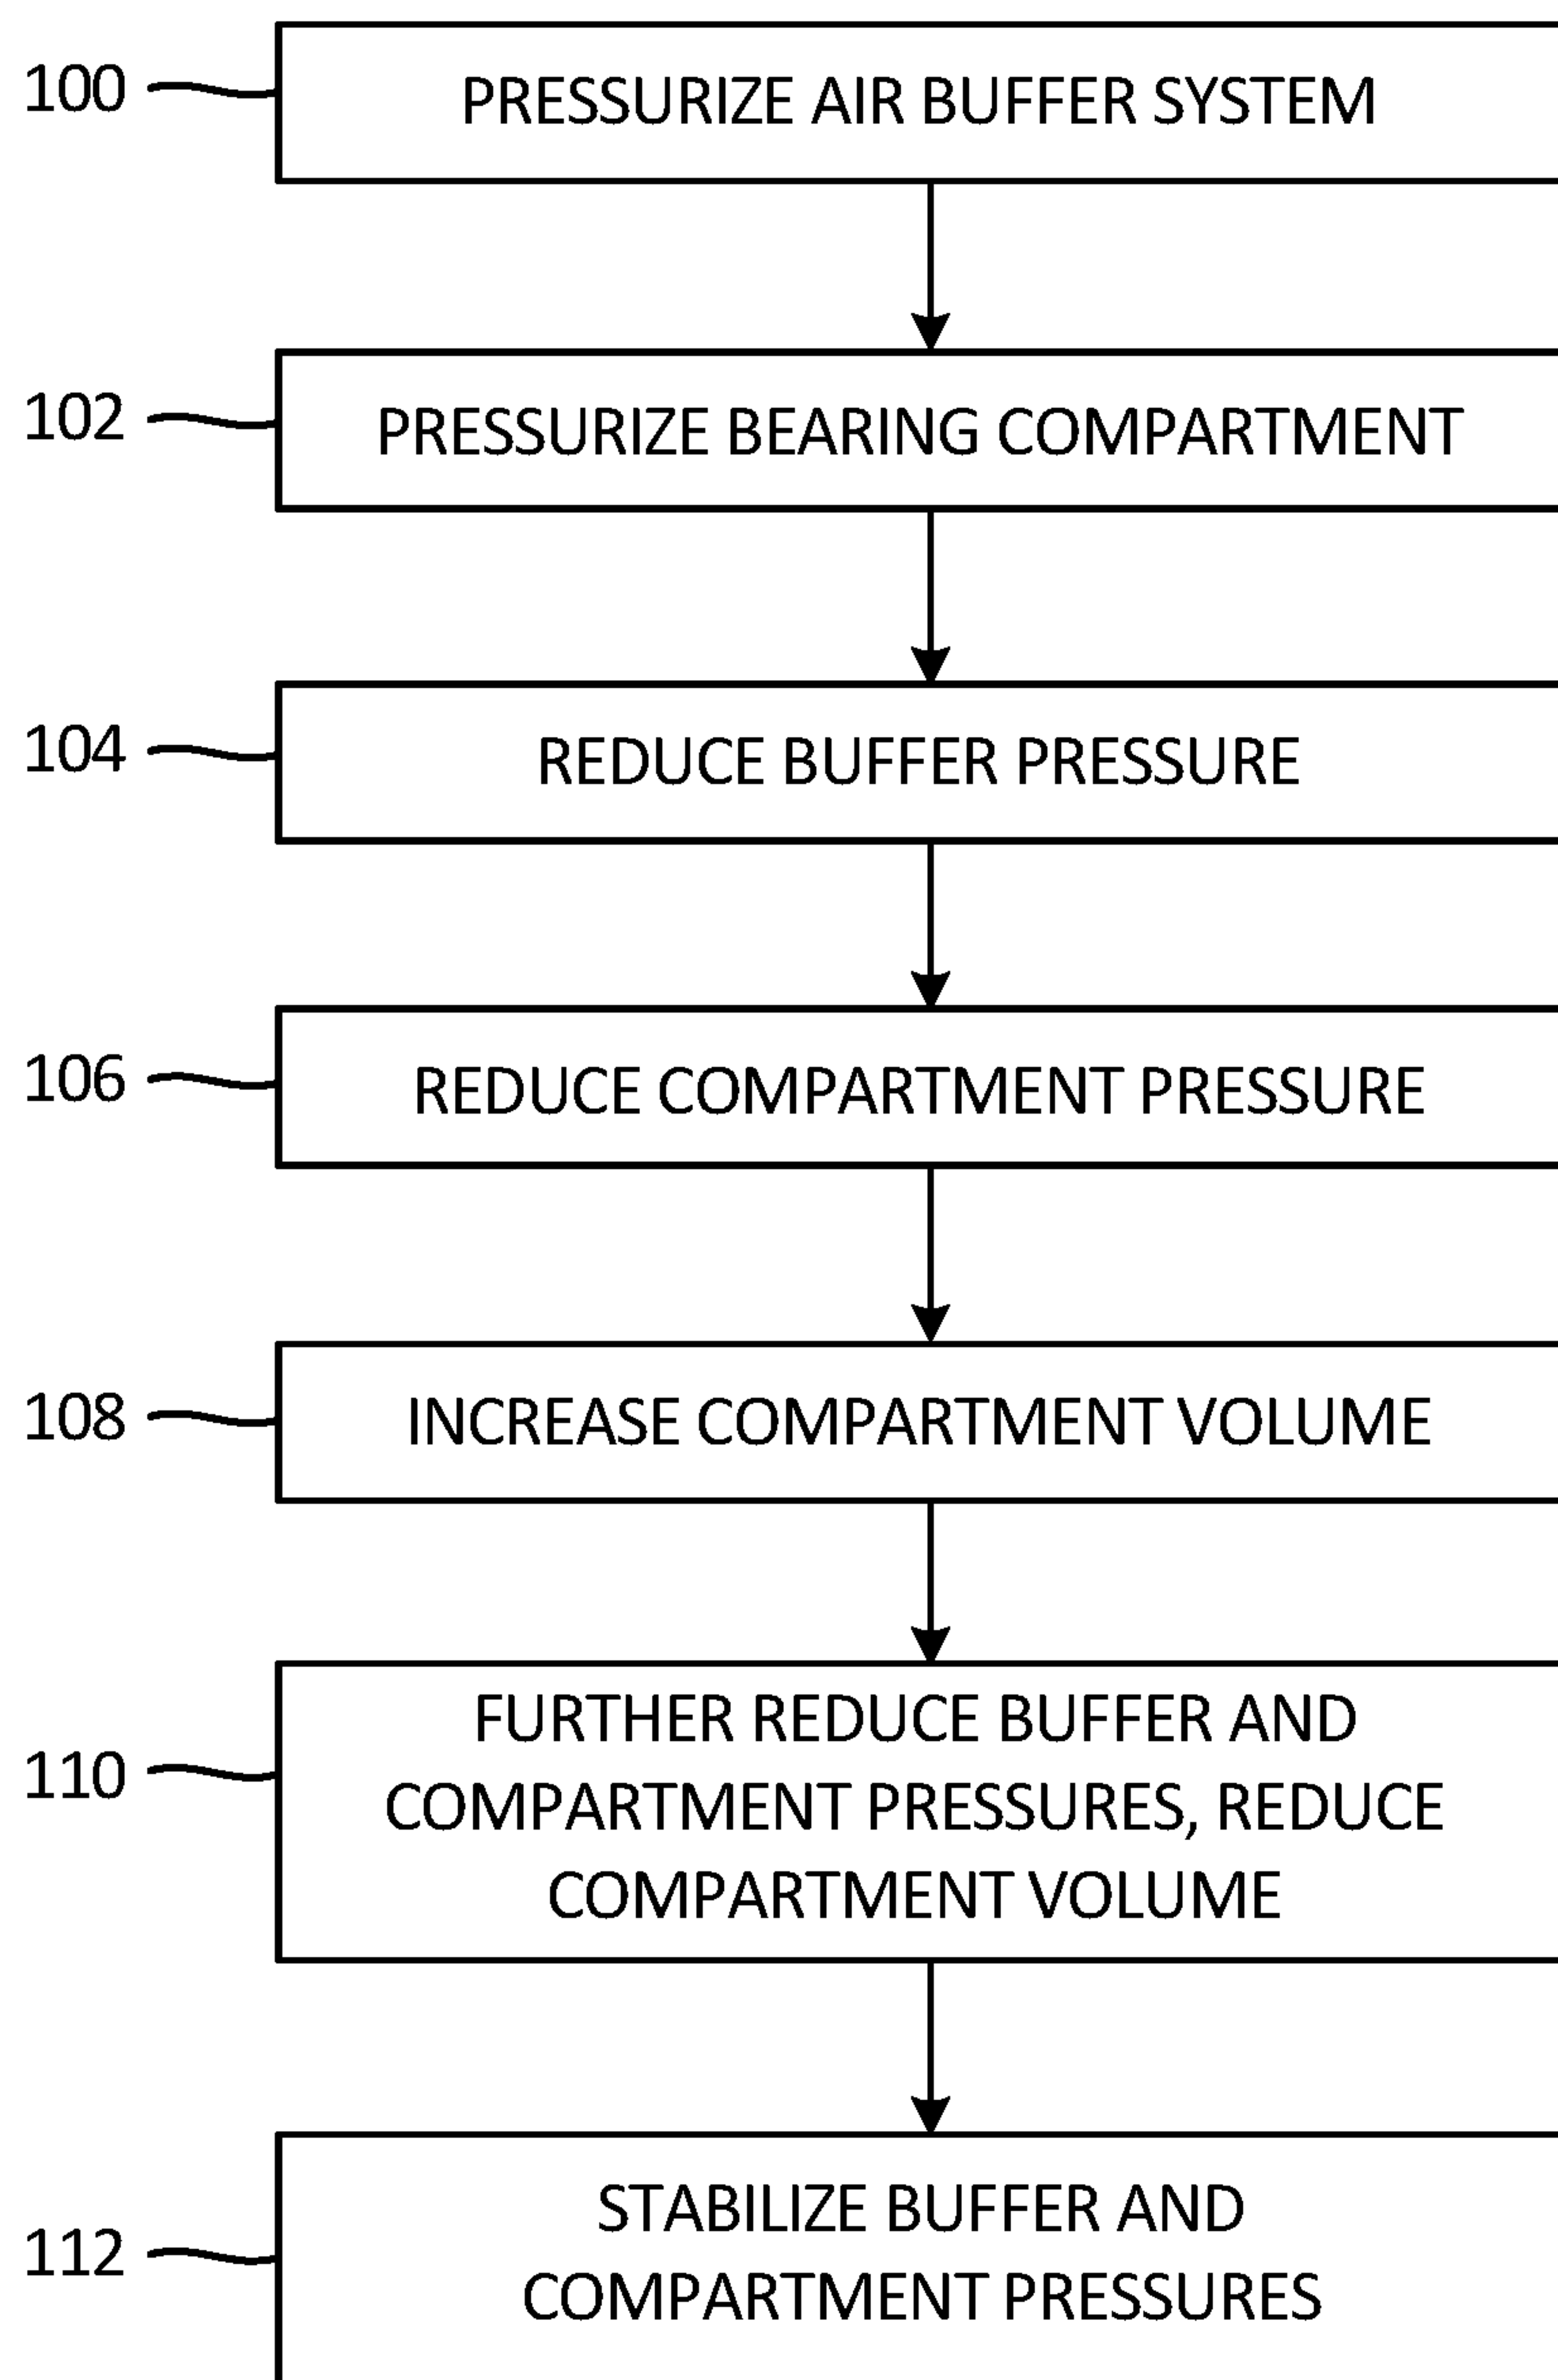 100 PRESSURIZE AIR BUFFER SYSTEM
102 PRESSURIZE BEARING COMPARTMENT
104 REDUCE BUFFER PRESSURE
106 REDUCE COMPARTMENT PRESSURE
108 INCREASE COMPARTMENT VOLUME
FURTHER REDUCE BUFFER AND
110 COMPARTMENT PRESSURES, REDUCE
COMPARTMENT VOLUME
STABILIZE BUFFER AND
112
COMPARTMENT PRESSURES